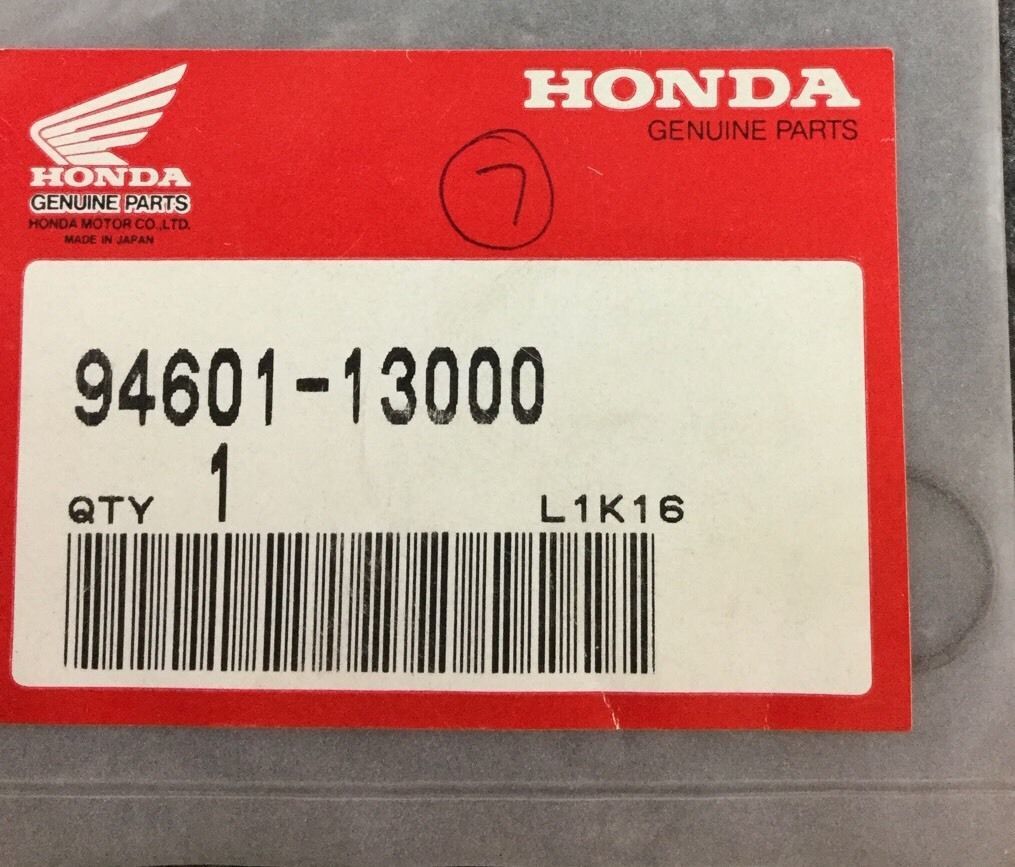 HONDA
GENUINE PARTS
HONDA MOTOR CO.,LTD.
MADE IN JAPAN
HONDA
GENUINE PARTS
7
94601-13000
QTY 1 L1K16